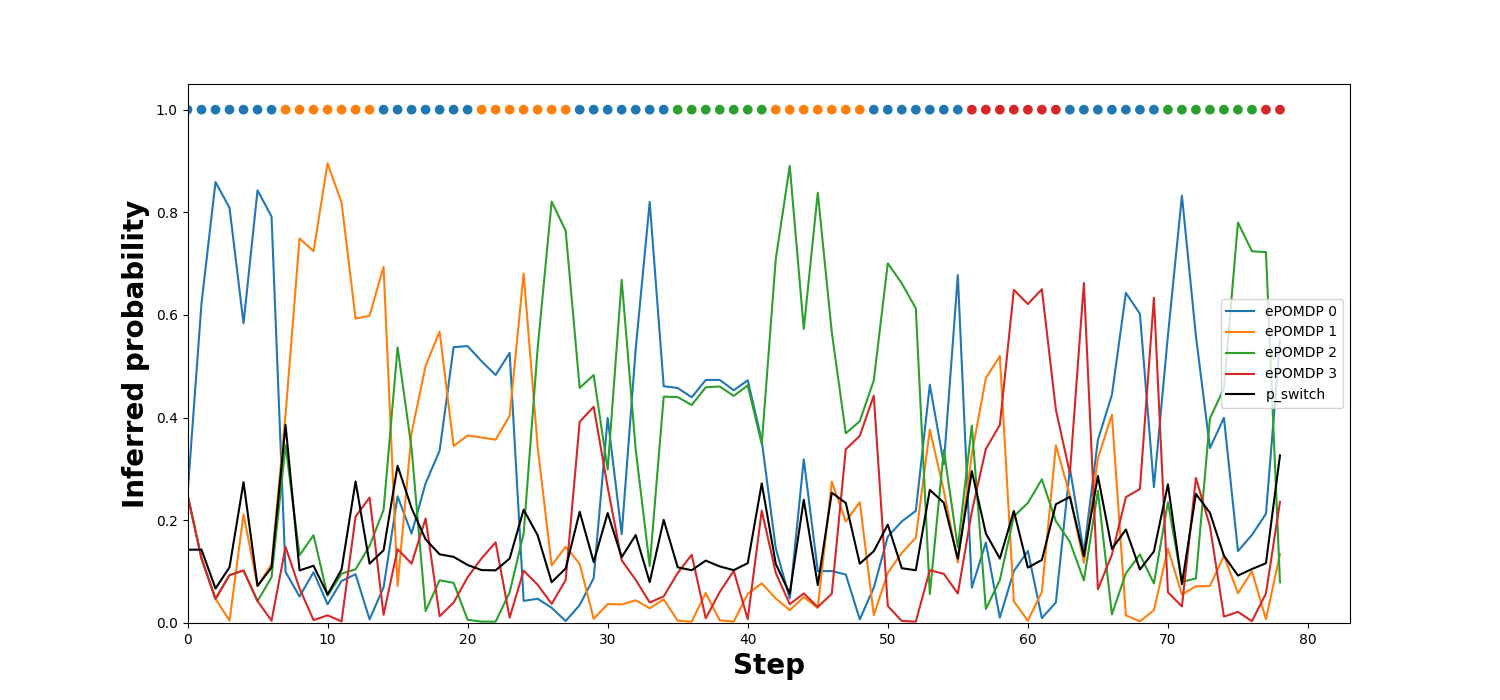 Inferred probability
1.0
0.8
0.6
0.4
0.2
0.0
ePOMDP 0
ePOMDP 1
ePOMDP 2
ePOMDP 3
p_switch
0 10 20 30 40 50 60 70 80
Step